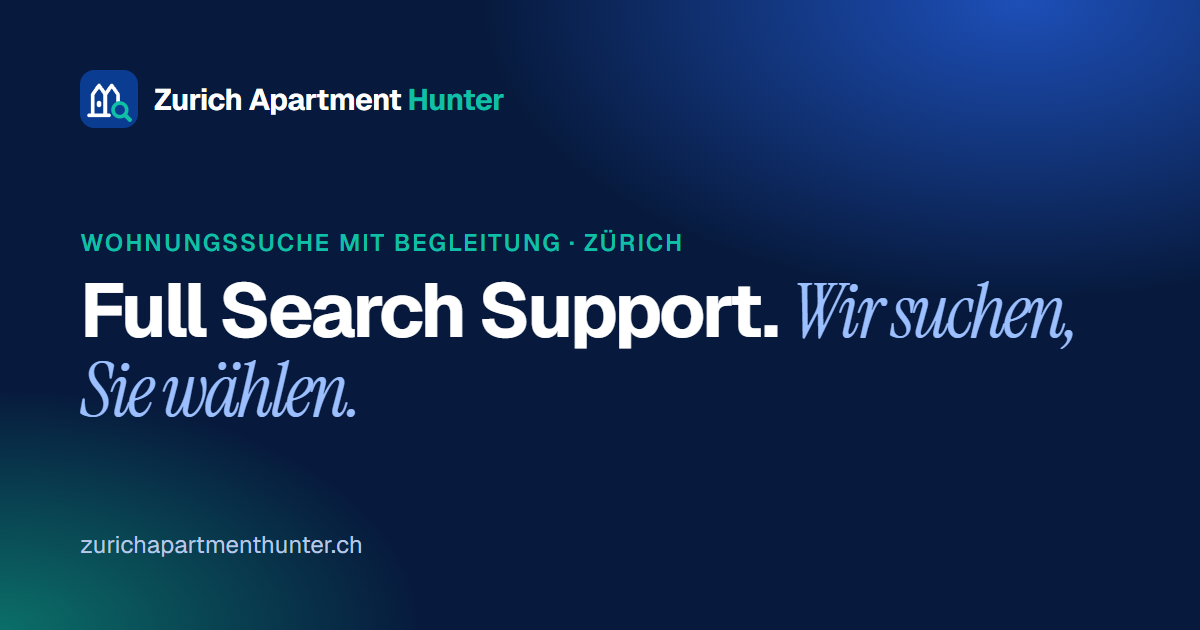 Zurich Apartment Hunter
WOHNUNGSSUCHE MIT BEGLEITUNG · ZÜRICH
Full Search Support. Wir suchen,
Sie wählen.
zurichapartmenthunter.ch